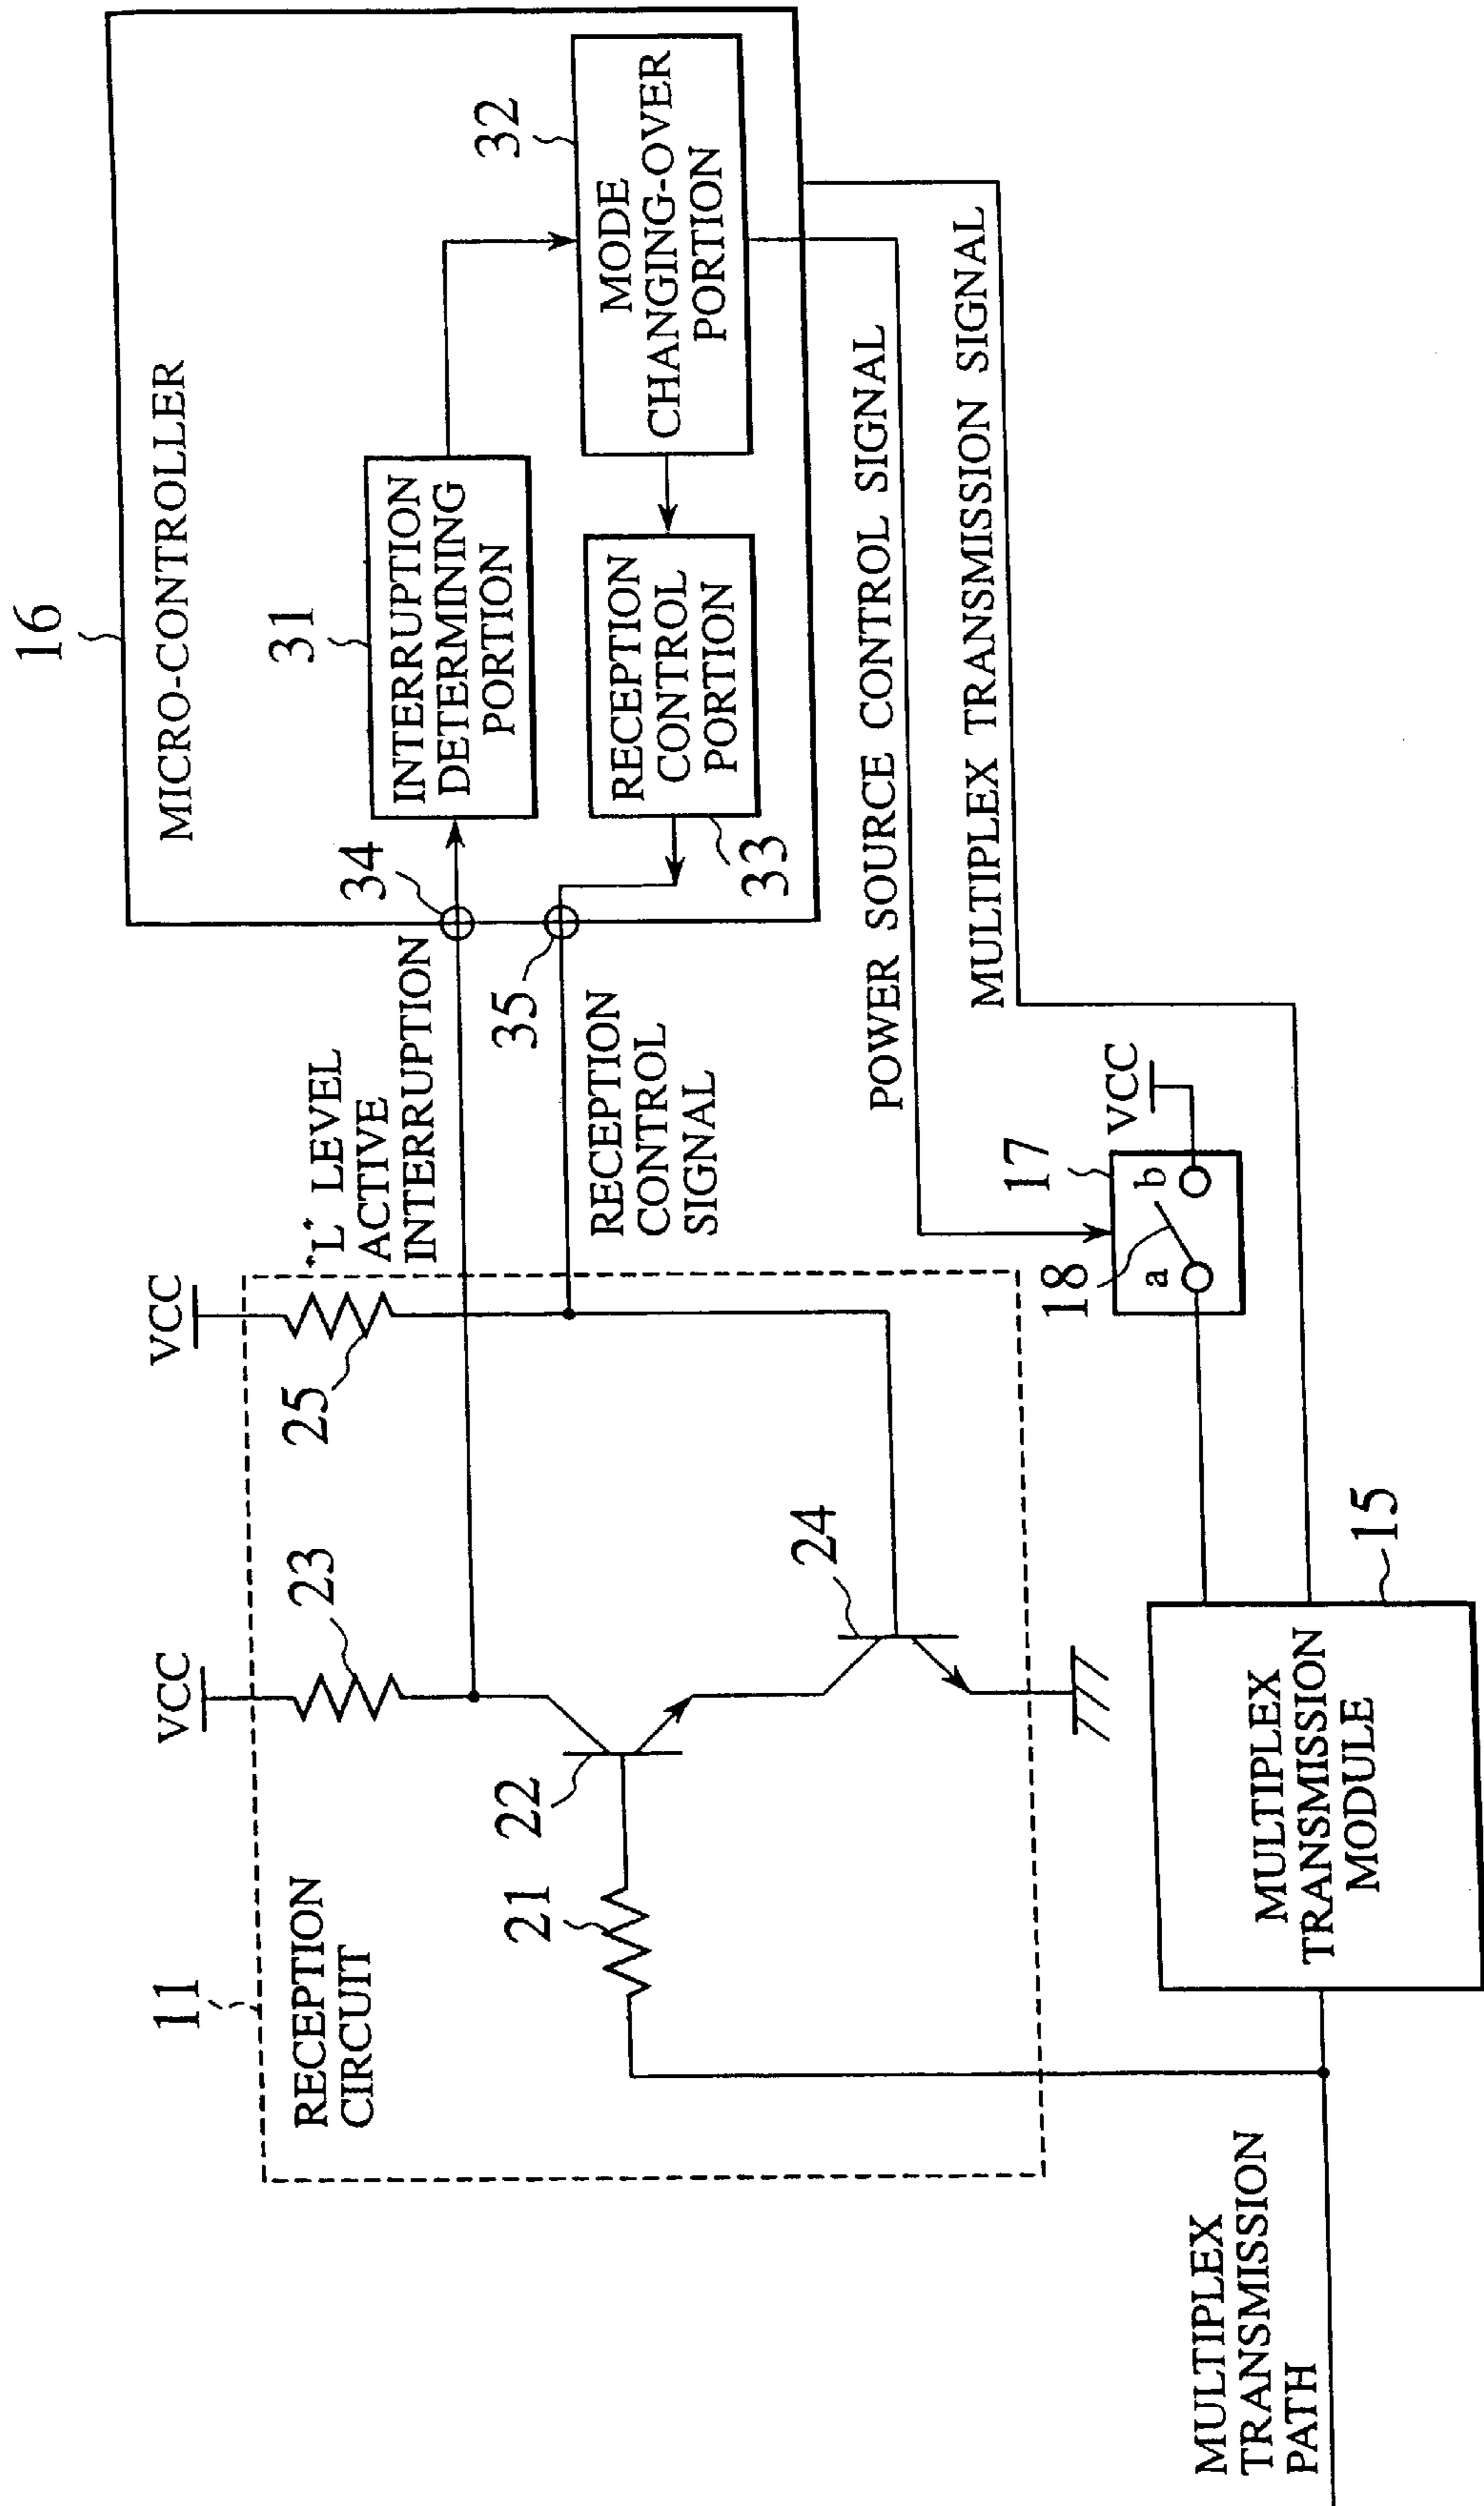 16
MICRO-CONTROLLER
31
INTERRUPTION
DETERMINING
PORTION
32
MODE
CHANGING-OVER
PORTION
RECEPTION
CONTROL
PORTION
33
34
35
"L" LEVEL
ACTIVE
INTERRUPTION
RECEPTION
CONTROL
SIGNAL
POWER SOURCE CONTROL SIGNAL
MULTIPLEX TRANSMISSION SIGNAL
11
RECEPTION
CIRCUIT
VCC
23
VCC
25
21
22
24
17
VCC
18
a
b
15
MULTIPLEX
TRANSMISSION
MODULE
MULTIPLEX
TRANSMISSION
PATH